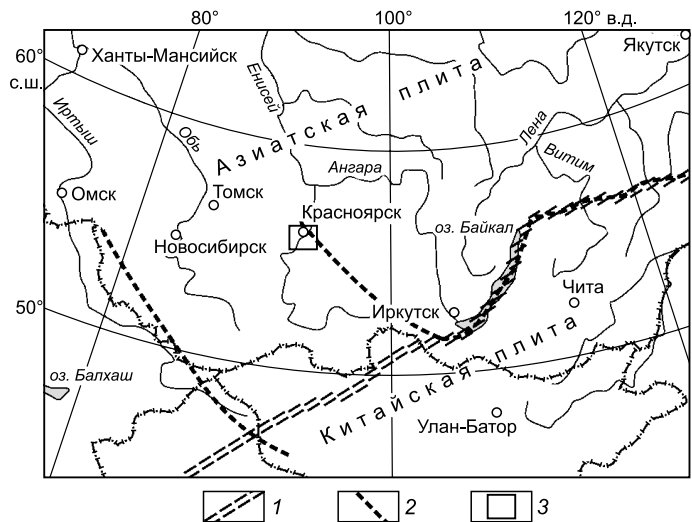 80°
100°
120° в.д.
60°
с.ш.
Ханты-Мансийск
Якутск
Енисей
Азиатская плита
Иртыш
Обь
Лена
Витим
Ангара
Омск
Томск
Красноярск
оз. Байкал
Новосибирск
50°
Иркутск
Чита
оз. Балхаш
Китайская плита
Улан-Батор
1
2
3